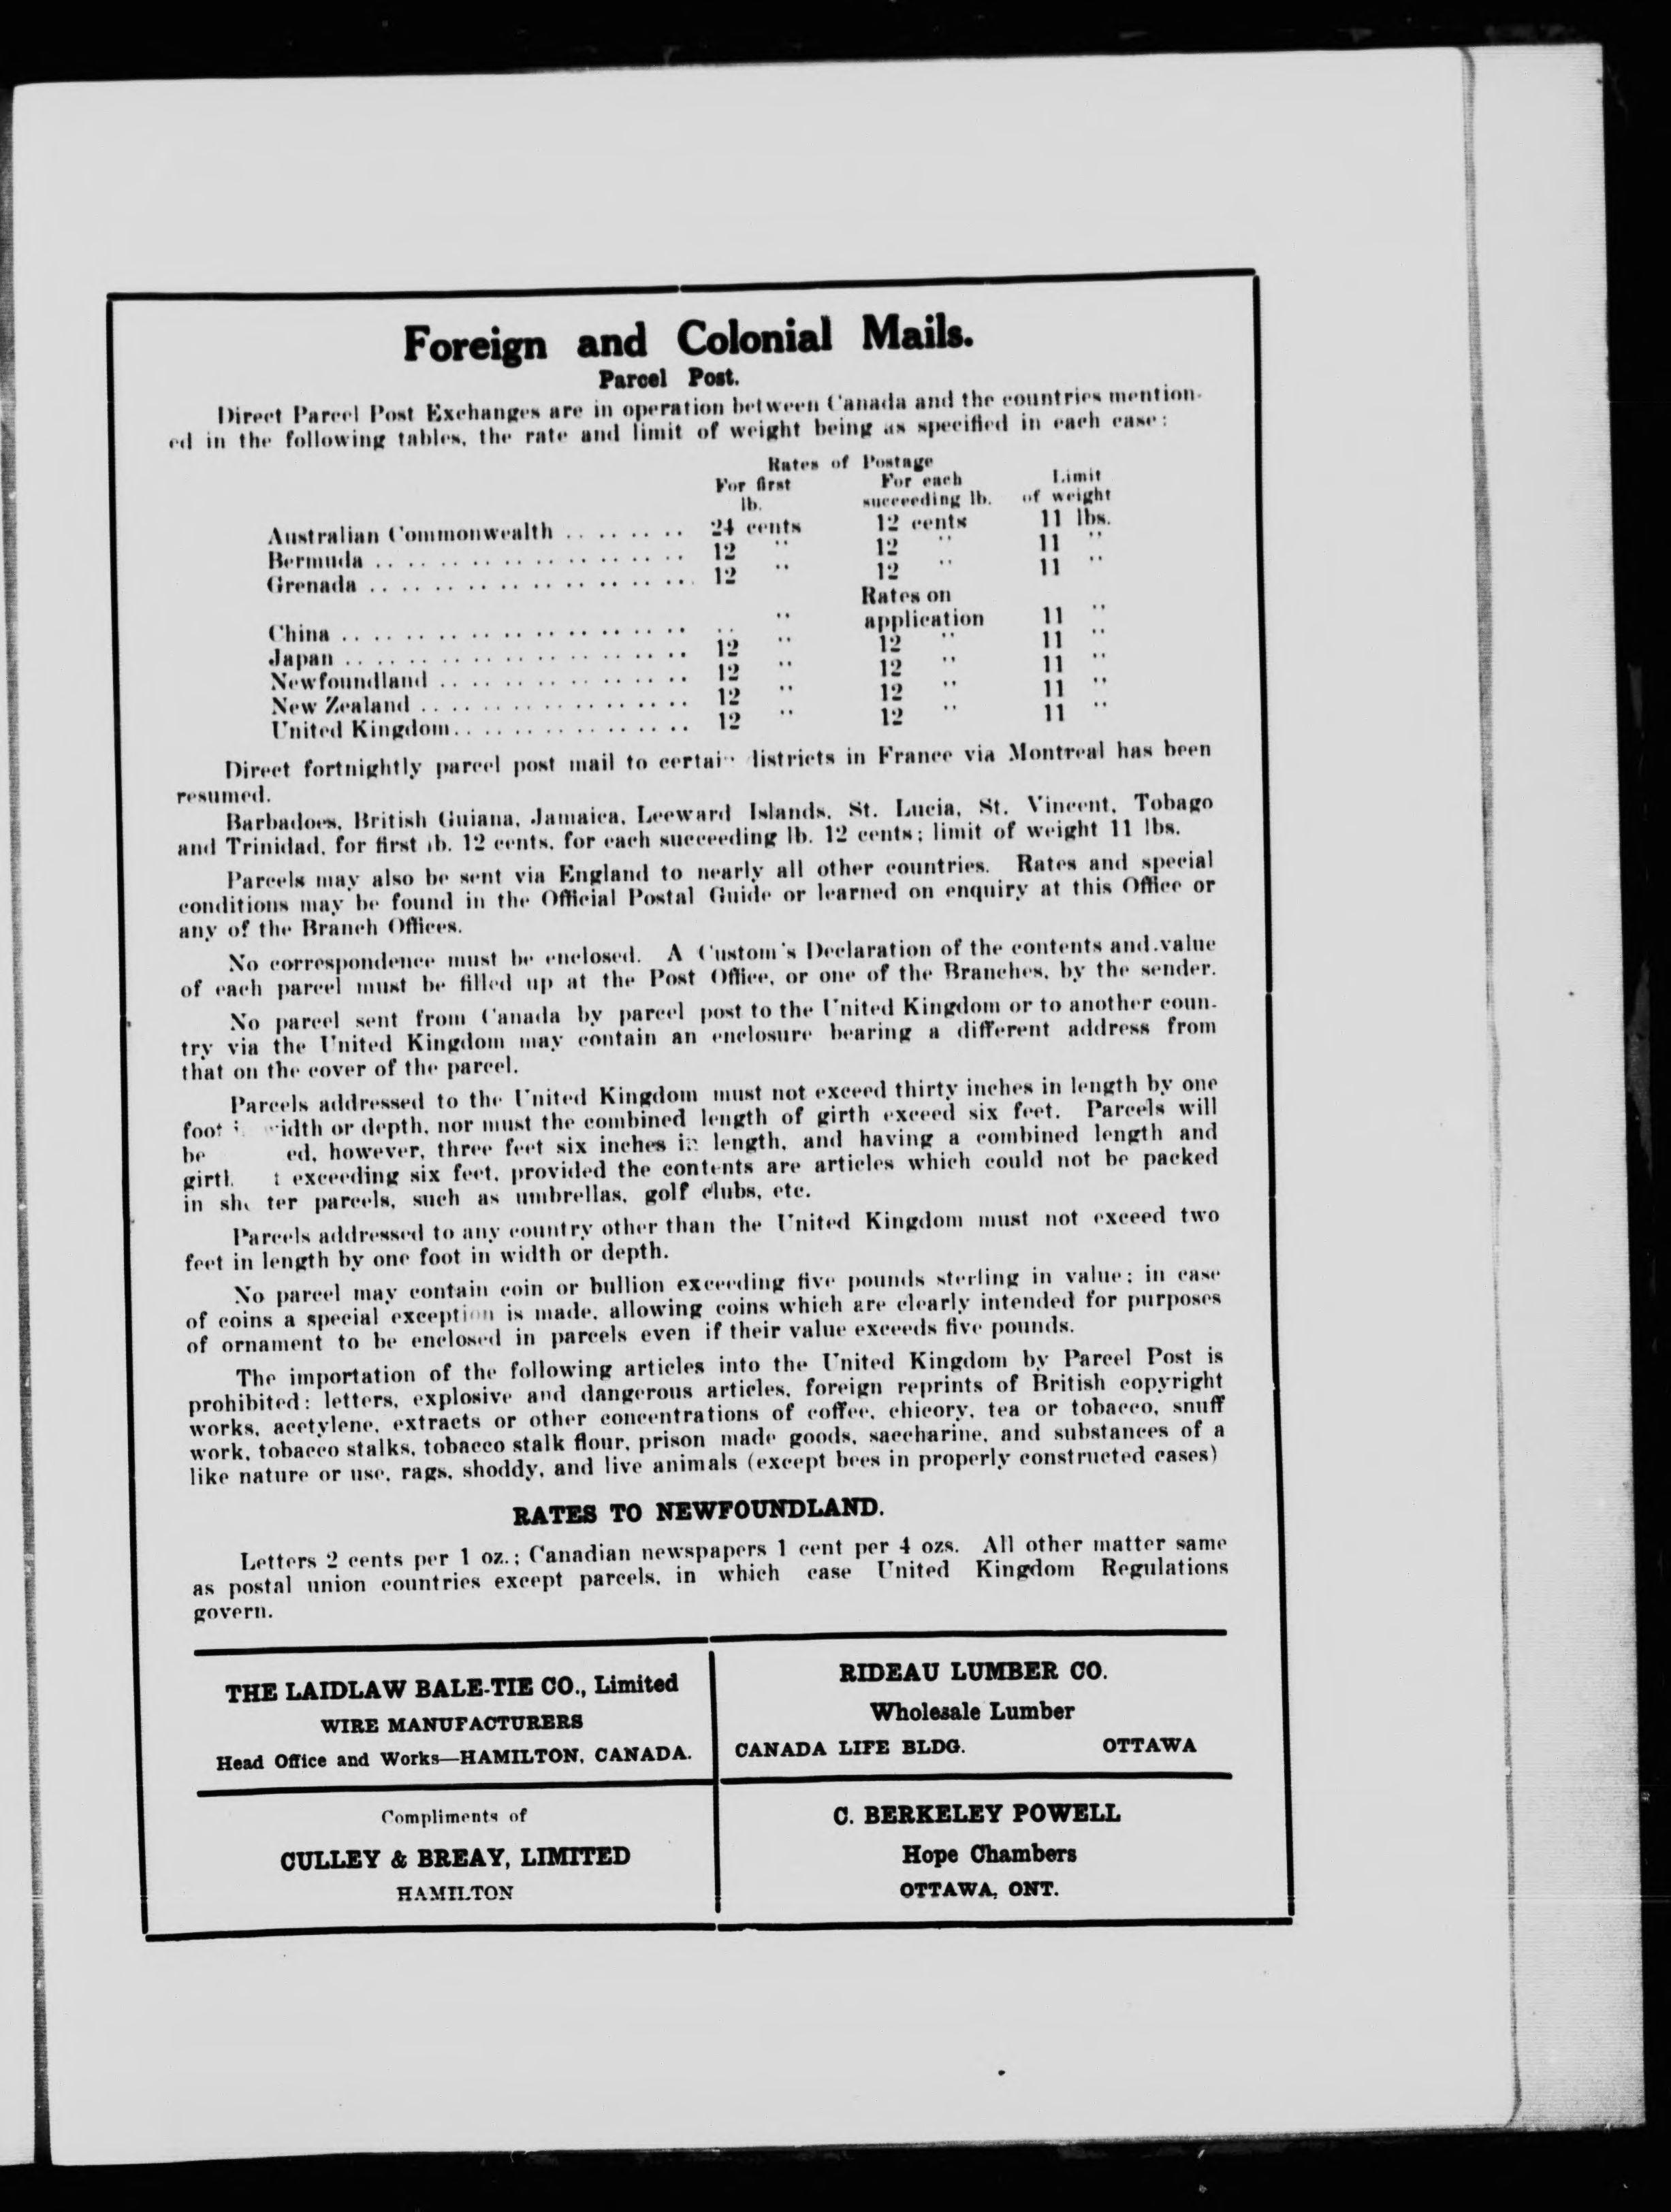 Foreign and Colonial Mails.
Parcel Post.
Direct Parcel Post Exchanges are in operation between Canada and the countries mention-
ed in the following tables, the rate and limit of weight being as specified in each case:
Rates of Postage
For first For each Limit
lb. succeeding lb. of weight
Australian Commonwealth ........ 24 cents 12 cents 11 lbs.
Bermuda .................... 12 " 12 " 11 "
Grenada ..................... 12 " 12 " 11 "
Rates on
China ...................... .. " application 11 "
Japan ...................... 12 " 12 " 11 "
Newfoundland ................ 12 " 12 " 11 "
New Zealand ................. 12 " 12 " 11 "
United Kingdom............... 12 " 12 " 11 "
Direct fortnightly parcel post mail to certai districts in France via Montreal has been
resumed.
Barbadoes, British Guiana, Jamaica, Leeward Islands, St. Lucia, St. Vincent, Tobago
and Trinidad, for first lb. 12 cents, for each succeeding lb. 12 cents; limit of weight 11 lbs.
Parcels may also be sent via England to nearly all other countries. Rates and special
conditions may be found in the Official Postal Guide or learned on enquiry at this Office or
any of the Branch Offices.
No correspondence must be enclosed. A Custom's Declaration of the contents and value
of each parcel must be filled up at the Post Office, or one of the Branches, by the sender.
No parcel sent from Canada by parcel post to the United Kingdom or to another coun-
try via the United Kingdom may contain an enclosure bearing a different address from
that on the cover of the parcel.
Parcels addressed to the United Kingdom must not exceed thirty inches in length by one
foot width or depth, nor must the combined length of girth exceed six feet. Parcels will
be ed, however, three feet six inches in length, and having a combined length and
girth t exceeding six feet, provided the contents are articles which could not be packed
in sh ter parcels, such as umbrellas, golf clubs, etc.
Parcels addressed to any country other than the United Kingdom must not exceed two
feet in length by one foot in width or depth.
No parcel may contain coin or bullion exceeding five pounds sterling in value; in case
of coins a special exception is made, allowing coins which are clearly intended for purposes
of ornament to be enclosed in parcels even if their value exceeds five pounds.
The importation of the following articles into the United Kingdom by Parcel Post is
prohibited: letters, explosive and dangerous articles, foreign reprints of British copyright
works, acetylene, extracts or other concentrations of coffee, chicory, tea or tobacco, snuff
work, tobacco stalks, tobacco stalk flour, prison made goods, saccharine, and substances of a
like nature or use, rags, shoddy, and live animals (except bees in properly constructed cases)
RATES TO NEWFOUNDLAND.
Letters 2 cents per 1 oz.; Canadian newspapers 1 cent per 4 ozs. All other matter same
as postal union countries except parcels, in which case United Kingdom Regulations
govern.
THE LAIDLAW BALE-TIE CO., Limited
WIRE MANUFACTURERS
Head Office and Works—HAMILTON, CANADA.
RIDEAU LUMBER CO.
Wholesale Lumber
CANADA LIFE BLDG. OTTAWA
Compliments of
CULLEY & BREAY, LIMITED
HAMILTON
C. BERKELEY POWELL
Hope Chambers
OTTAWA, ONT.